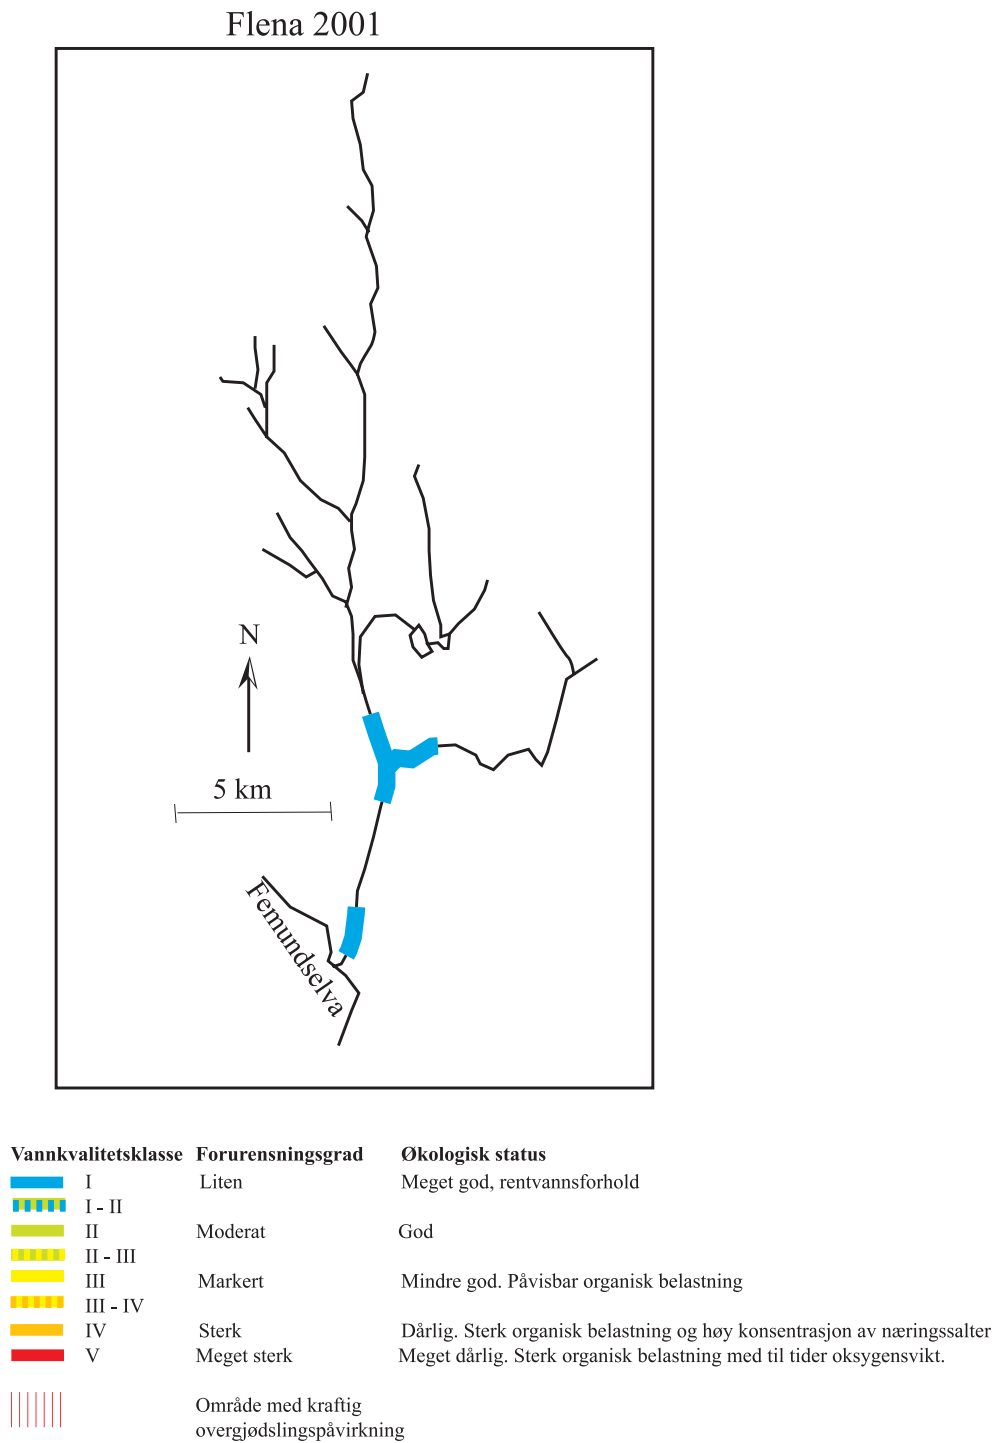 Flena 2001
N
5 km
Femundselva
Vannkvalitetsklasse Forurensningsgrad Økologisk status
I Liten Meget god, rentvannsforhold
I - II
II Moderat God
II - III
III Markert Mindre god. Påvisbar organisk belastning
III - IV
IV Sterk Dårlig. Sterk organisk belastning og høy konsentrasjon av næringssalter
V Meget sterk Meget dårlig. Sterk organisk belastning med til tider oksygensvikt.
Område med kraftig
overgjødslingspåvirkning